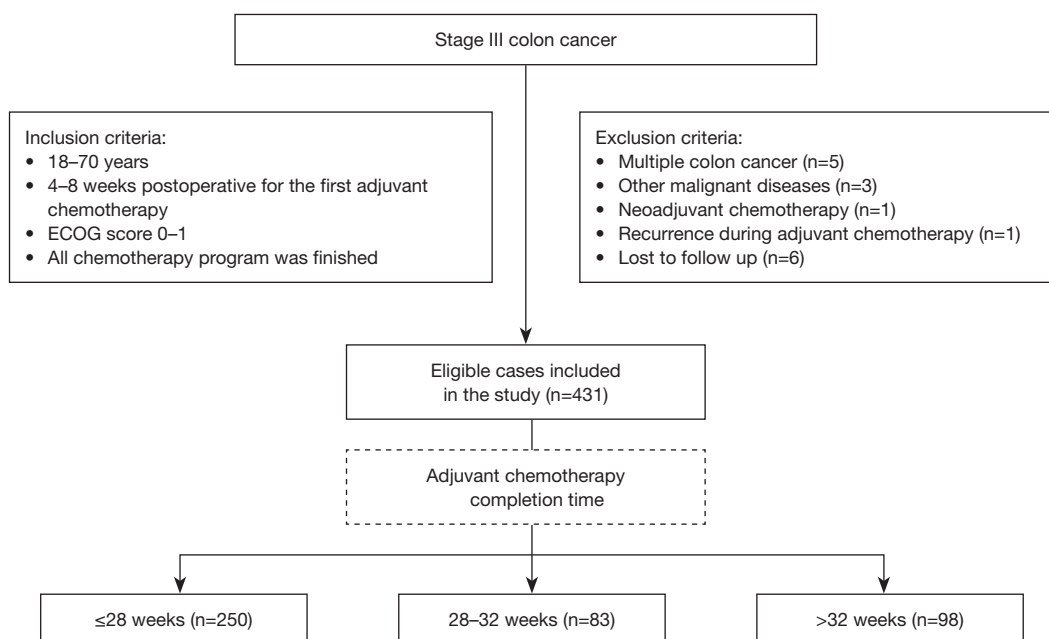 Stage III colon cancer
Inclusion criteria:
• 18–70 years
• 4–8 weeks postoperative for the first adjuvant
chemotherapy
• ECOG score 0–1
• All chemotherapy program was finished
Exclusion criteria:
• Multiple colon cancer (n=5)
• Other malignant diseases (n=3)
• Neoadjuvant chemotherapy (n=1)
• Recurrence during adjuvant chemotherapy (n=1)
• Lost to follow up (n=6)
Eligible cases included
in the study (n=431)
Adjuvant chemotherapy
completion time
≤28 weeks (n=250)
28–32 weeks (n=83)
>32 weeks (n=98)